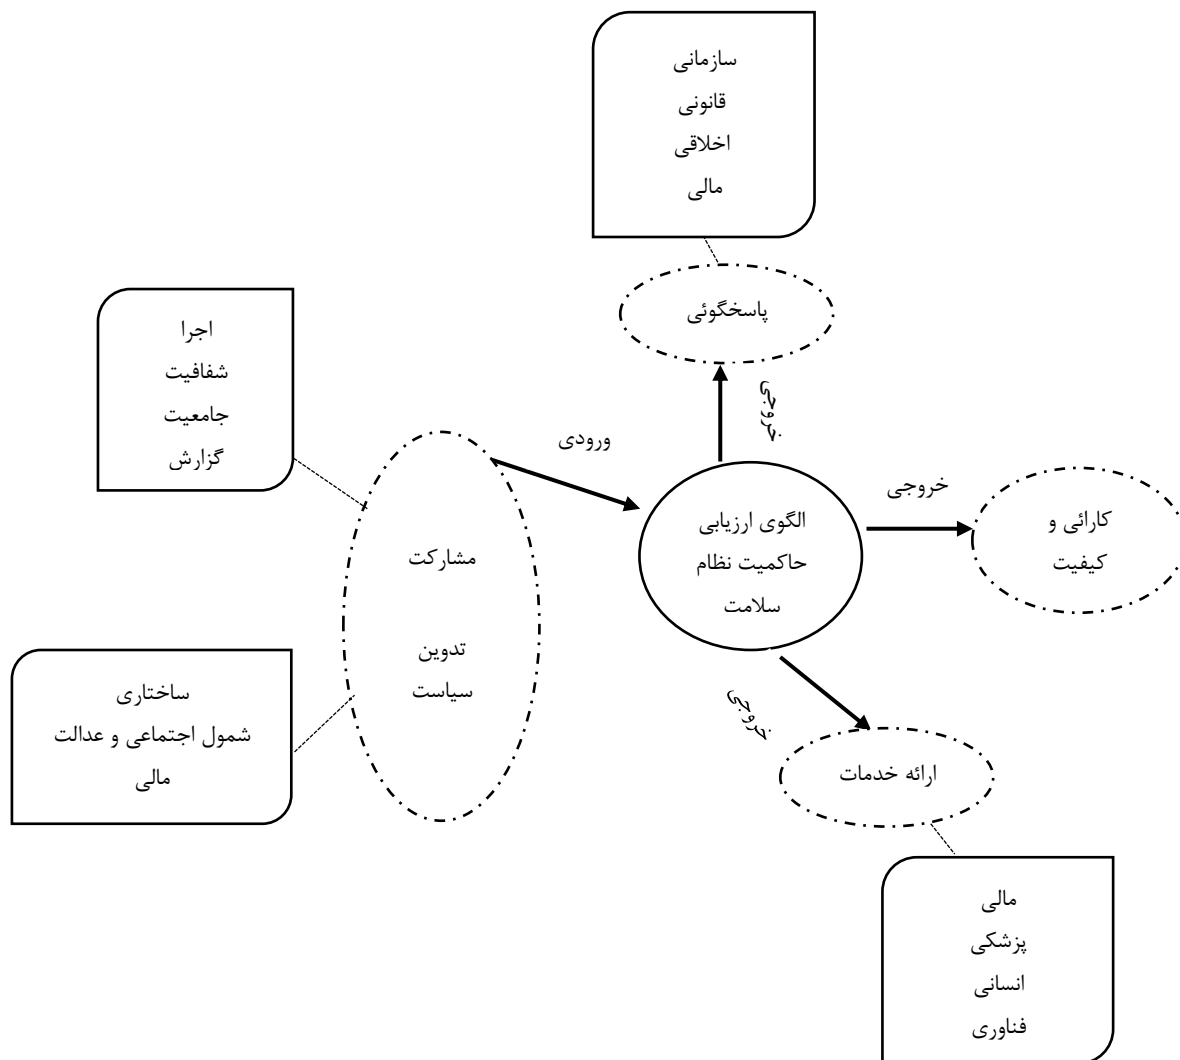 سازمانی
قانونی
اخلاقی
مالی
پاسخگوئی
خروجی
اجرا
شفافیت
جامعیت
گزارش
ورودی
خروجی
کارائی و
کیفیت
الگوی ارزیابی
حاکمیت نظام
سلامت
مشارکت
تدوین
سیاست
ساختاری
شمول اجتماعی و عدالت
مالی
خروجی
ارائه خدمات
مالی
پزشکی
انسانی
فناوری